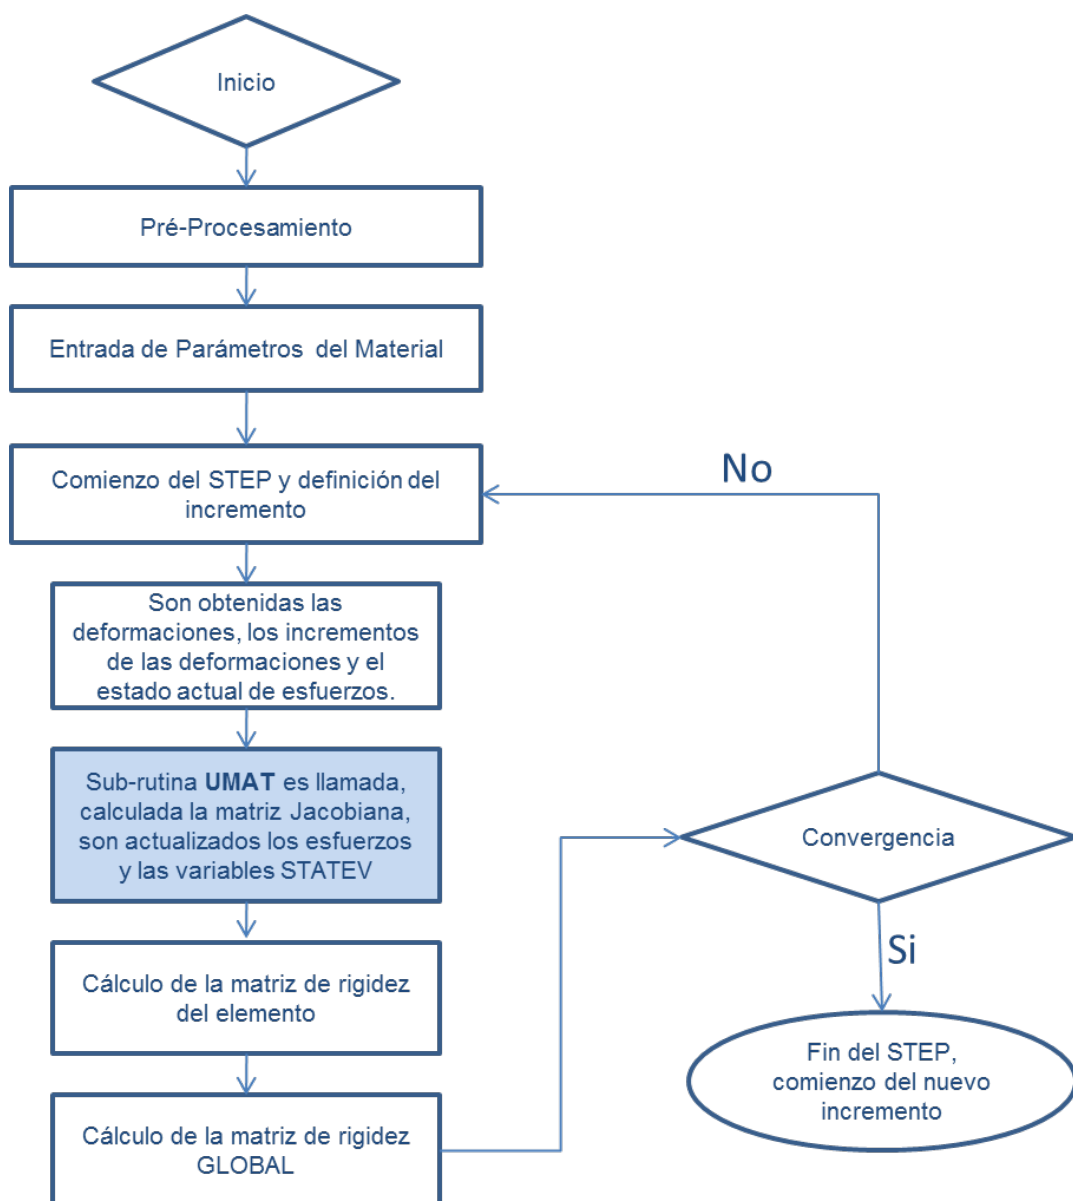 Inicio
Pré-Procesamiento
Entrada de Parámetros del Material
Comienzo del STEP y definición del
incremento
No
Son obtenidas las
deformaciones, los incrementos
de las deformaciones y el
estado actual de esfuerzos.
Sub-rutina UMAT es llamada,
calculada la matriz Jacobiana,
son actualizados los esfuerzos
y las variables STATEV
Convergencia
Si
Cálculo de la matriz de rigidez
del elemento
Fin del STEP,
comienzo del nuevo
incremento
Cálculo de la matriz de rigidez
GLOBAL